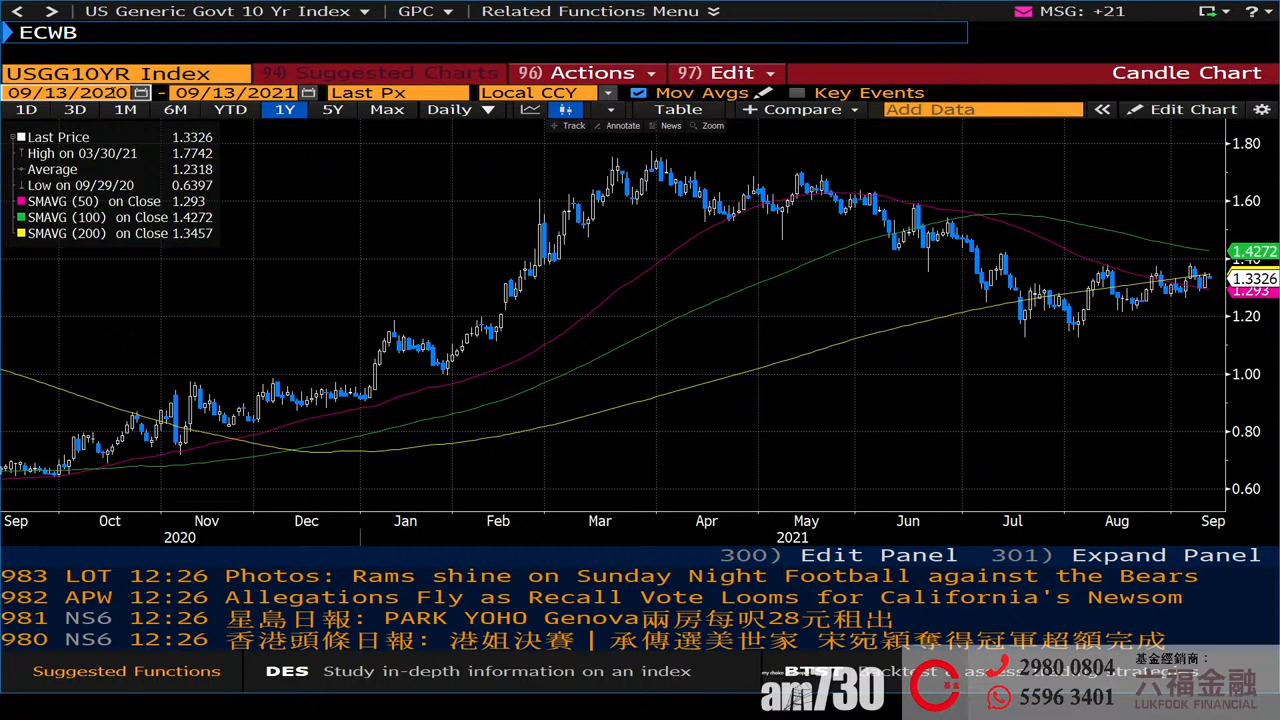 < > US Generic Govt 10 Yr Index GPC Related Functions Menu MSG: +21 ?
ECWB
USGG10YR Index 94) Suggested Charts 96) Actions 97) Edit Candle Chart
09/13/2020 - 09/13/2021 Last Px Local CCY Mov Avgs Key Events
1D 3D 1M 6M YTD 1Y 5Y Max Daily Table + Compare Add Data Edit Chart
Track Annotate News Zoom
Last Price 1.3326
High on 03/30/21 1.7742
Average 1.2318
Low on 09/29/20 0.6397
SMAVG (50) on Close 1.293
SMAVG (100) on Close 1.4272
SMAVG (200) on Close 1.3457
1.80
1.60
1.4272
1.40
1.3326
1.293
1.20
1.00
0.80
0.60
Sep Oct Nov Dec Jan Feb Mar Apr May Jun Jul Aug Sep
2020 2021
300) Edit Panel 301) Expand Panel
983 LOT 12:26 Photos: Rams shine on Sunday Night Football against the Bears
982 APW 12:26 Allegations Fly as Recall Vote Looms for California's Newsom
981 NS6 12:26 星島日報: PARK YOHO Genova兩房每呎28元租出
980 NS6 12:26 香港頭條日報: 港姐決賽 | 承傳選美世家 宋宛穎奪得冠軍超額完成
Suggested Functions DES Study in-depth information on an index BTST Backtest & assess trading strategies
my choice
am730
基金
2980 0804
5596 3401
基金經銷商：
六福金融
LUKFOOK FINANCIAL